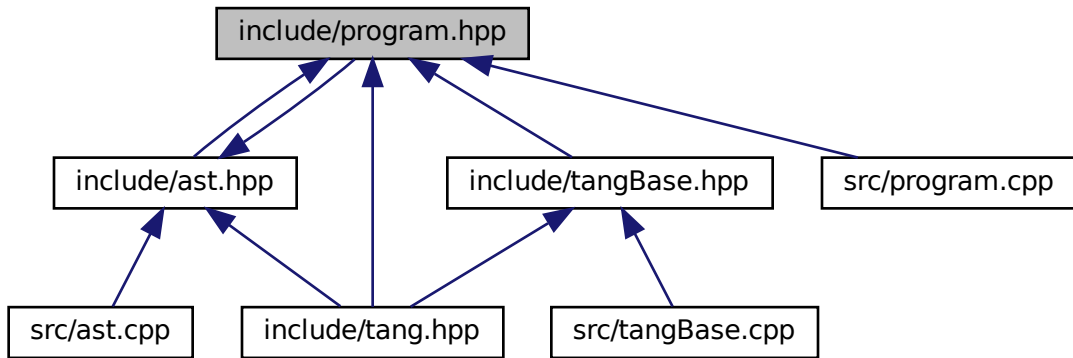 include/program.hpp
include/ast.hpp
include/tangBase.hpp
src/program.cpp
src/ast.cpp
include/tang.hpp
src/tangBase.cpp